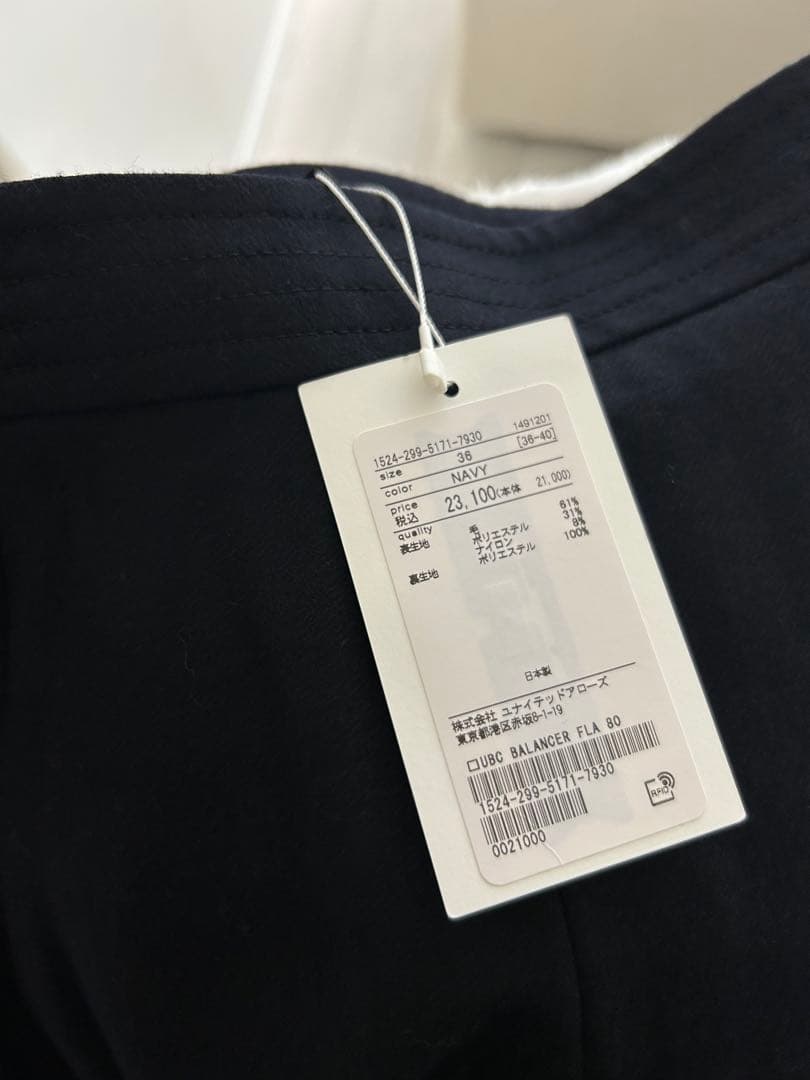 1524-299-5171-7930 1491201
size 36 [36-40]
color NAVY
price 税込 23,100(本体 21,000)
quality
表生地 毛 61%
ポリエステル 31%
ナイロン 8%
裏生地 ポリエステル 100%
日本製
株式会社 ユナイテッドアローズ
東京都港区赤坂8-1-19
□UBC BALANCER FLA 80
1524-299-5171-7930
0021000
RFID